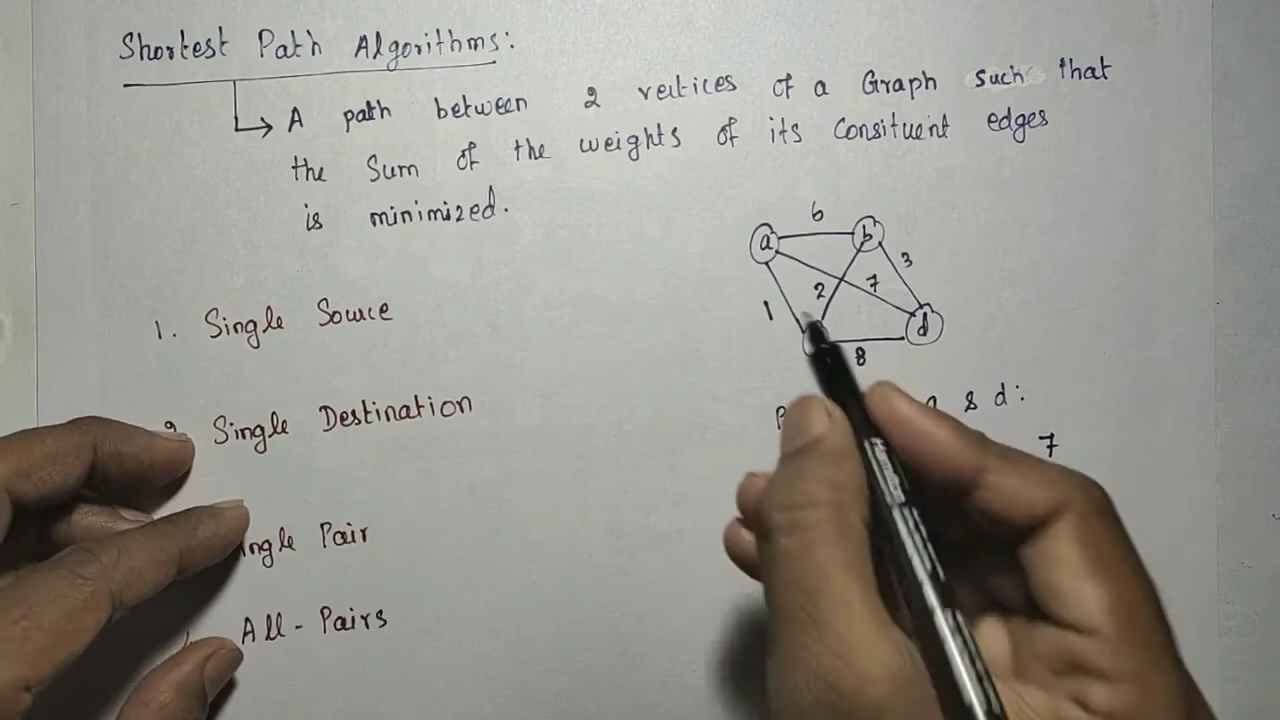 Shortest Path Algorithms:
A path between 2 vertices of a Graph such that
the Sum of the weights of its Consituent edges
is minimized.
6
a b
3
2 7
1
d
8
1. Single Source
Single Destination
& d:
7
Pair
All-Pairs